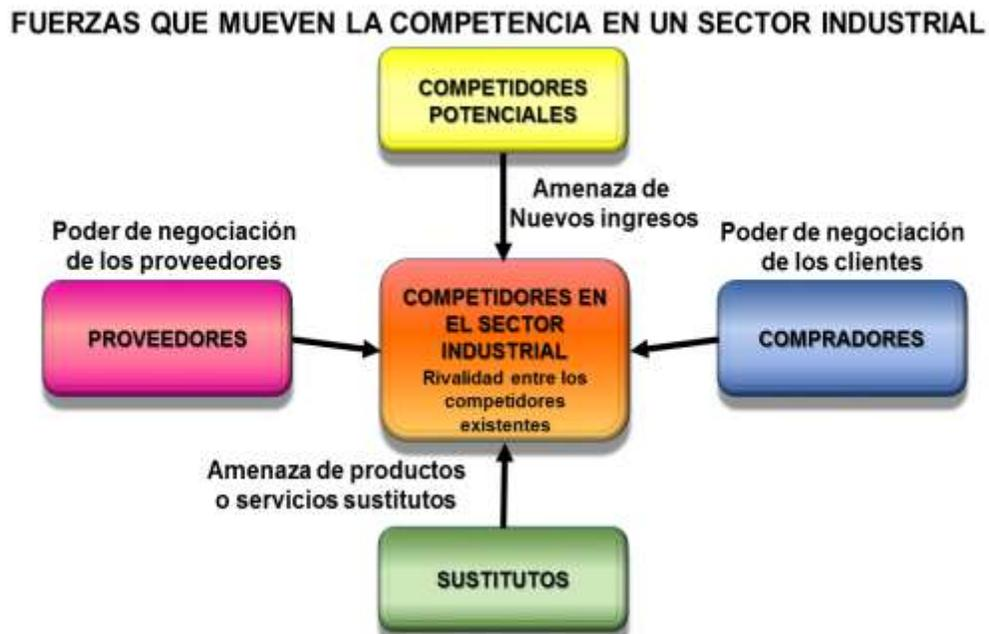 FUERZAS QUE MUEVEN LA COMPETENCIA EN UN SECTOR INDUSTRIAL
COMPETIDORES
POTENCIALES
Amenaza de
Nuevos ingresos
Poder de negociación
de los proveedores
Poder de negociación
de los clientes
PROVEEDORES
COMPETIDORES EN
EL SECTOR
INDUSTRIAL
Rivalidad entre los
competidores
existentes
COMPRADORES
Amenaza de productos
o servicios sustitutos
SUSTITUTOS